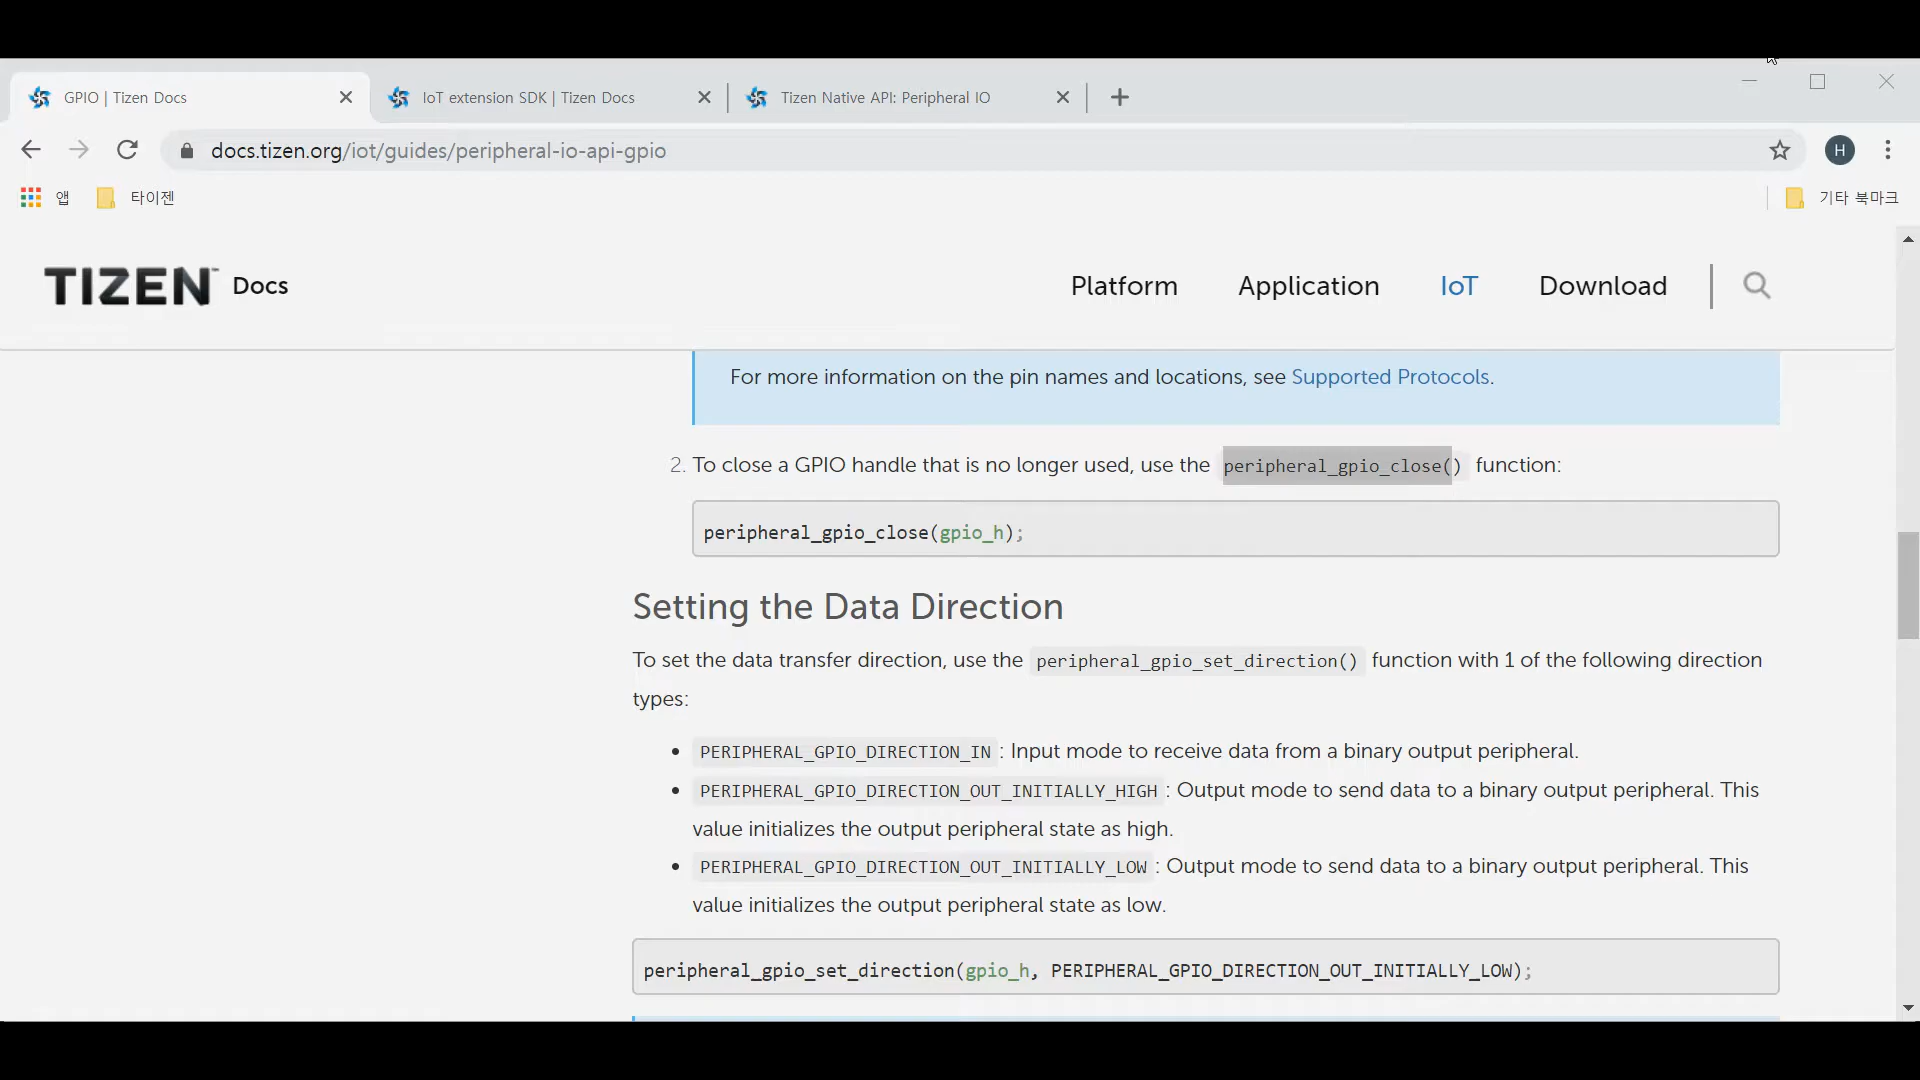 GPIO | Tizen Docs
IoT extension SDK | Tizen Docs
Tizen Native API: Peripheral IO
docs.tizen.org/iot/guides/peripheral-io-api-gpio
H
앱
타이젠
기타 북마크
TIZEN™ Docs
Platform
Application
IoT
Download
For more information on the pin names and locations, see Supported Protocols.
2. To close a GPIO handle that is no longer used, use the peripheral_gpio_close() function:
peripheral_gpio_close(gpio_h);
Setting the Data Direction
To set the data transfer direction, use the peripheral_gpio_set_direction() function with 1 of the following direction
types:
• PERIPHERAL_GPIO_DIRECTION_IN : Input mode to receive data from a binary output peripheral.
• PERIPHERAL_GPIO_DIRECTION_OUT_INITIALLY_HIGH : Output mode to send data to a binary output peripheral. This
value initializes the output peripheral state as high.
• PERIPHERAL_GPIO_DIRECTION_OUT_INITIALLY_LOW : Output mode to send data to a binary output peripheral. This
value initializes the output peripheral state as low.
peripheral_gpio_set_direction(gpio_h, PERIPHERAL_GPIO_DIRECTION_OUT_INITIALLY_LOW);